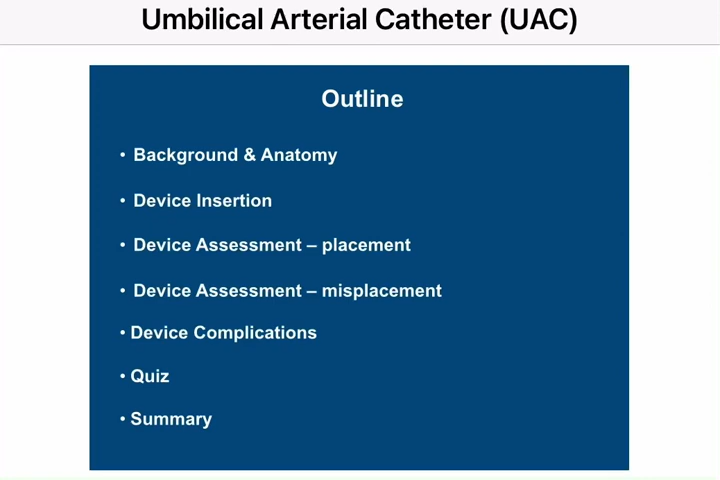 Umbilical Arterial Catheter (UAC)
Outline
• Background & Anatomy
• Device Insertion
• Device Assessment – placement
• Device Assessment – misplacement
• Device Complications
• Quiz
• Summary